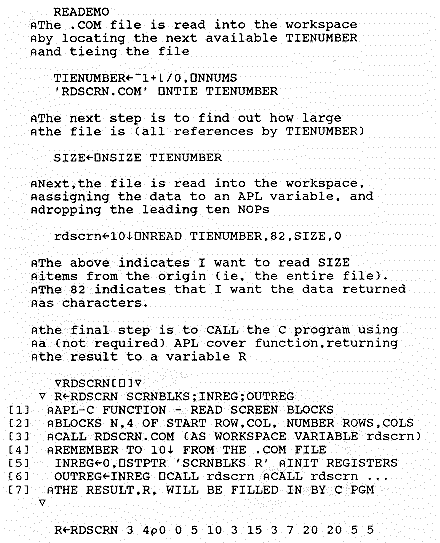 READEMO
⍝The .COM file is read into the workspace
⍝by locating the next available TIENUMBER
⍝and tieing the file
TIENUMBER←¯1+⌊/0,⎕NNUMS
'RDSCRN.COM' ⎕NTIE TIENUMBER
⍝The next step is to find out how large
⍝the file is (all references by TIENUMBER)
SIZE←⎕NSIZE TIENUMBER
⍝Next,the file is read into the workspace,
⍝assigning the data to an APL variable, and
⍝dropping the leading ten NOPs
rdscrn←10↓⎕NREAD TIENUMBER,82,SIZE,0
⍝The above indicates I want to read SIZE
⍝items from the origin (ie, the entire file).
⍝The 82 indicates that I want the data returned
⍝as characters.
⍝the final step is to CALL the C program using
⍝a (not required) APL cover function,returning
⍝the result to a variable R
∇RDSCRN[⎕]∇
∇ R←RDSCRN SCRNBLKS;INREG;OUTREG
[1] ⍝APL-C FUNCTION - READ SCREEN BLOCKS
[2] ⍝BLOCKS N,4 OF START ROW,COL, NUMBER ROWS,COLS
[3] ⍝CALL RDSCRN.COM (AS WORKSPACE VARIABLE rdscrn)
[4] ⍝REMEMBER TO 10↓ FROM THE .COM FILE
[5] INREG←0,⎕STPTR 'SCRNBLKS R' ⍝INIT REGISTERS
[6] OUTREG←INREG ⎕CALL rdscrn ⍝CALL rdscrn ...
[7] ⍝THE RESULT,R, WILL BE FILLED IN BY C PGM
∇
R←RDSCRN 3 4⍴0 0 5 10 3 15 3 7 20 20 5 5